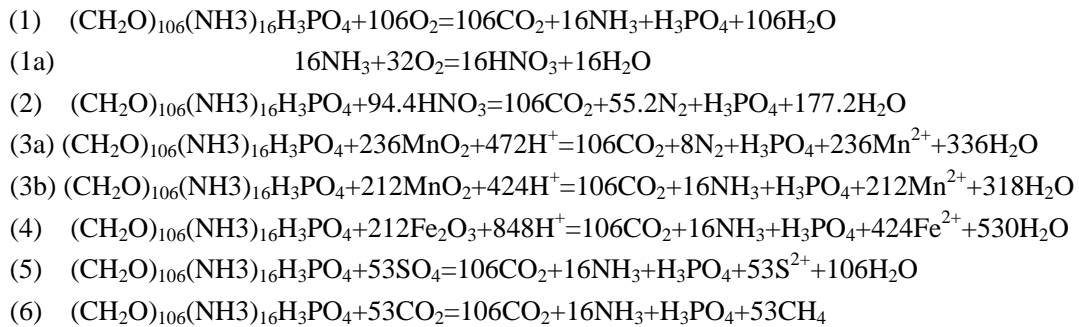 (1) (CH₂O)₁₀₆(NH3)₁₆H₃PO₄+106O₂=106CO₂+16NH₃+H₃PO₄+106H₂O
(1a) 16NH₃+32O₂=16HNO₃+16H₂O
(2) (CH₂O)₁₀₆(NH3)₁₆H₃PO₄+94.4HNO₃=106CO₂+55.2N₂+H₃PO₄+177.2H₂O
(3a) (CH₂O)₁₀₆(NH3)₁₆H₃PO₄+236MnO₂+472H⁺=106CO₂+8N₂+H₃PO₄+236Mn²⁺+336H₂O
(3b) (CH₂O)₁₀₆(NH3)₁₆H₃PO₄+212MnO₂+424H⁺=106CO₂+16NH₃+H₃PO₄+212Mn²⁺+318H₂O
(4) (CH₂O)₁₀₆(NH3)₁₆H₃PO₄+212Fe₂O₃+848H⁺=106CO₂+16NH₃+H₃PO₄+424Fe²⁺+530H₂O
(5) (CH₂O)₁₀₆(NH3)₁₆H₃PO₄+53SO₄=106CO₂+16NH₃+H₃PO₄+53S²⁺+106H₂O
(6) (CH₂O)₁₀₆(NH3)₁₆H₃PO₄+53CO₂=106CO₂+16NH₃+H₃PO₄+53CH₄